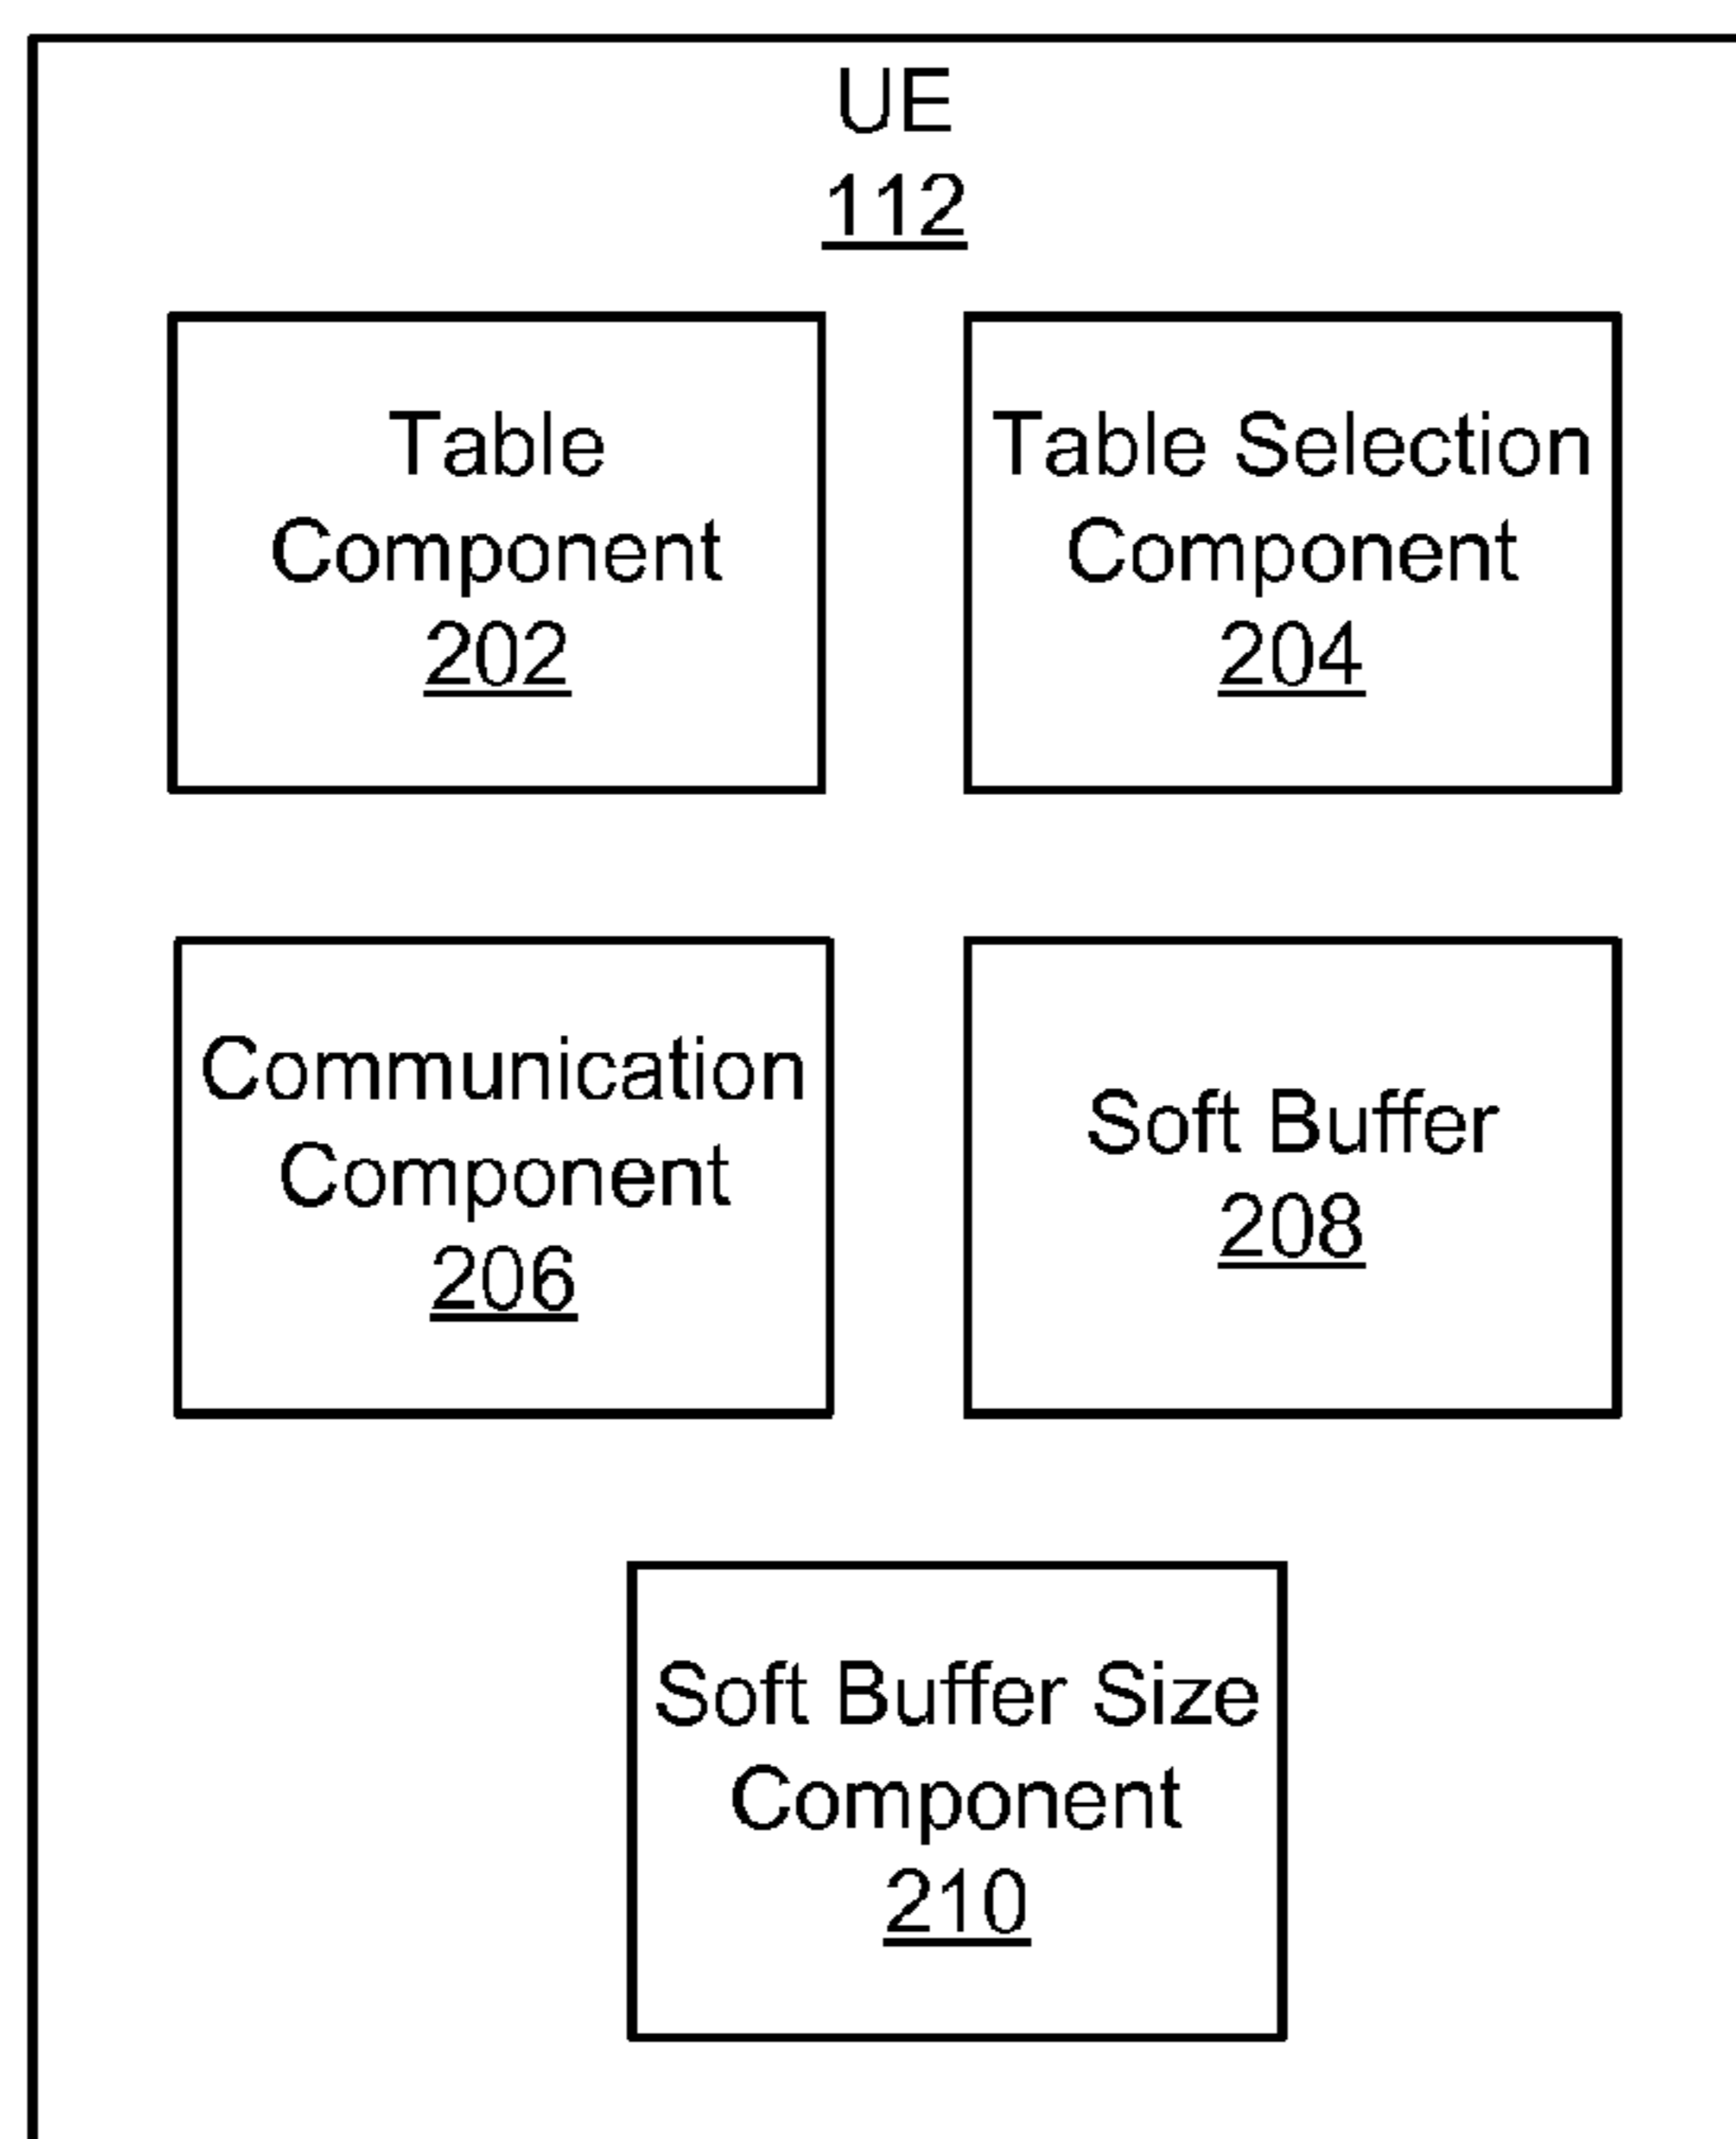 UE
112
Table
Component
202
Table Selection
Component
204
Communication
Component
206
Soft Buffer
208
Soft Buffer Size
Component
210